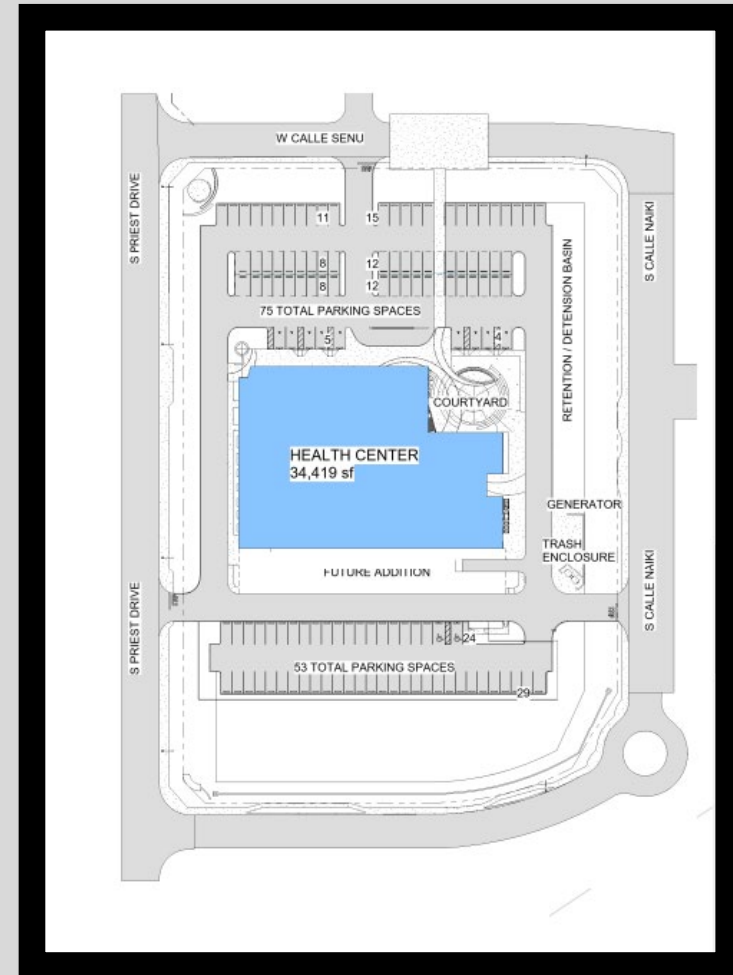 W CALLE SENU
S PRIEST DRIVE
S CALLE NAIKI
11
15
8
12
8
12
75 TOTAL PARKING SPACES
5
4
RETENTION / DETENSION BASIN
COURTYARD
HEALTH CENTER
34,419 sf
GENERATOR
TRASH
ENCLOSURE
FUTURE ADDITION
S PRIEST DRIVE
S CALLE NAIKI
24
53 TOTAL PARKING SPACES
29